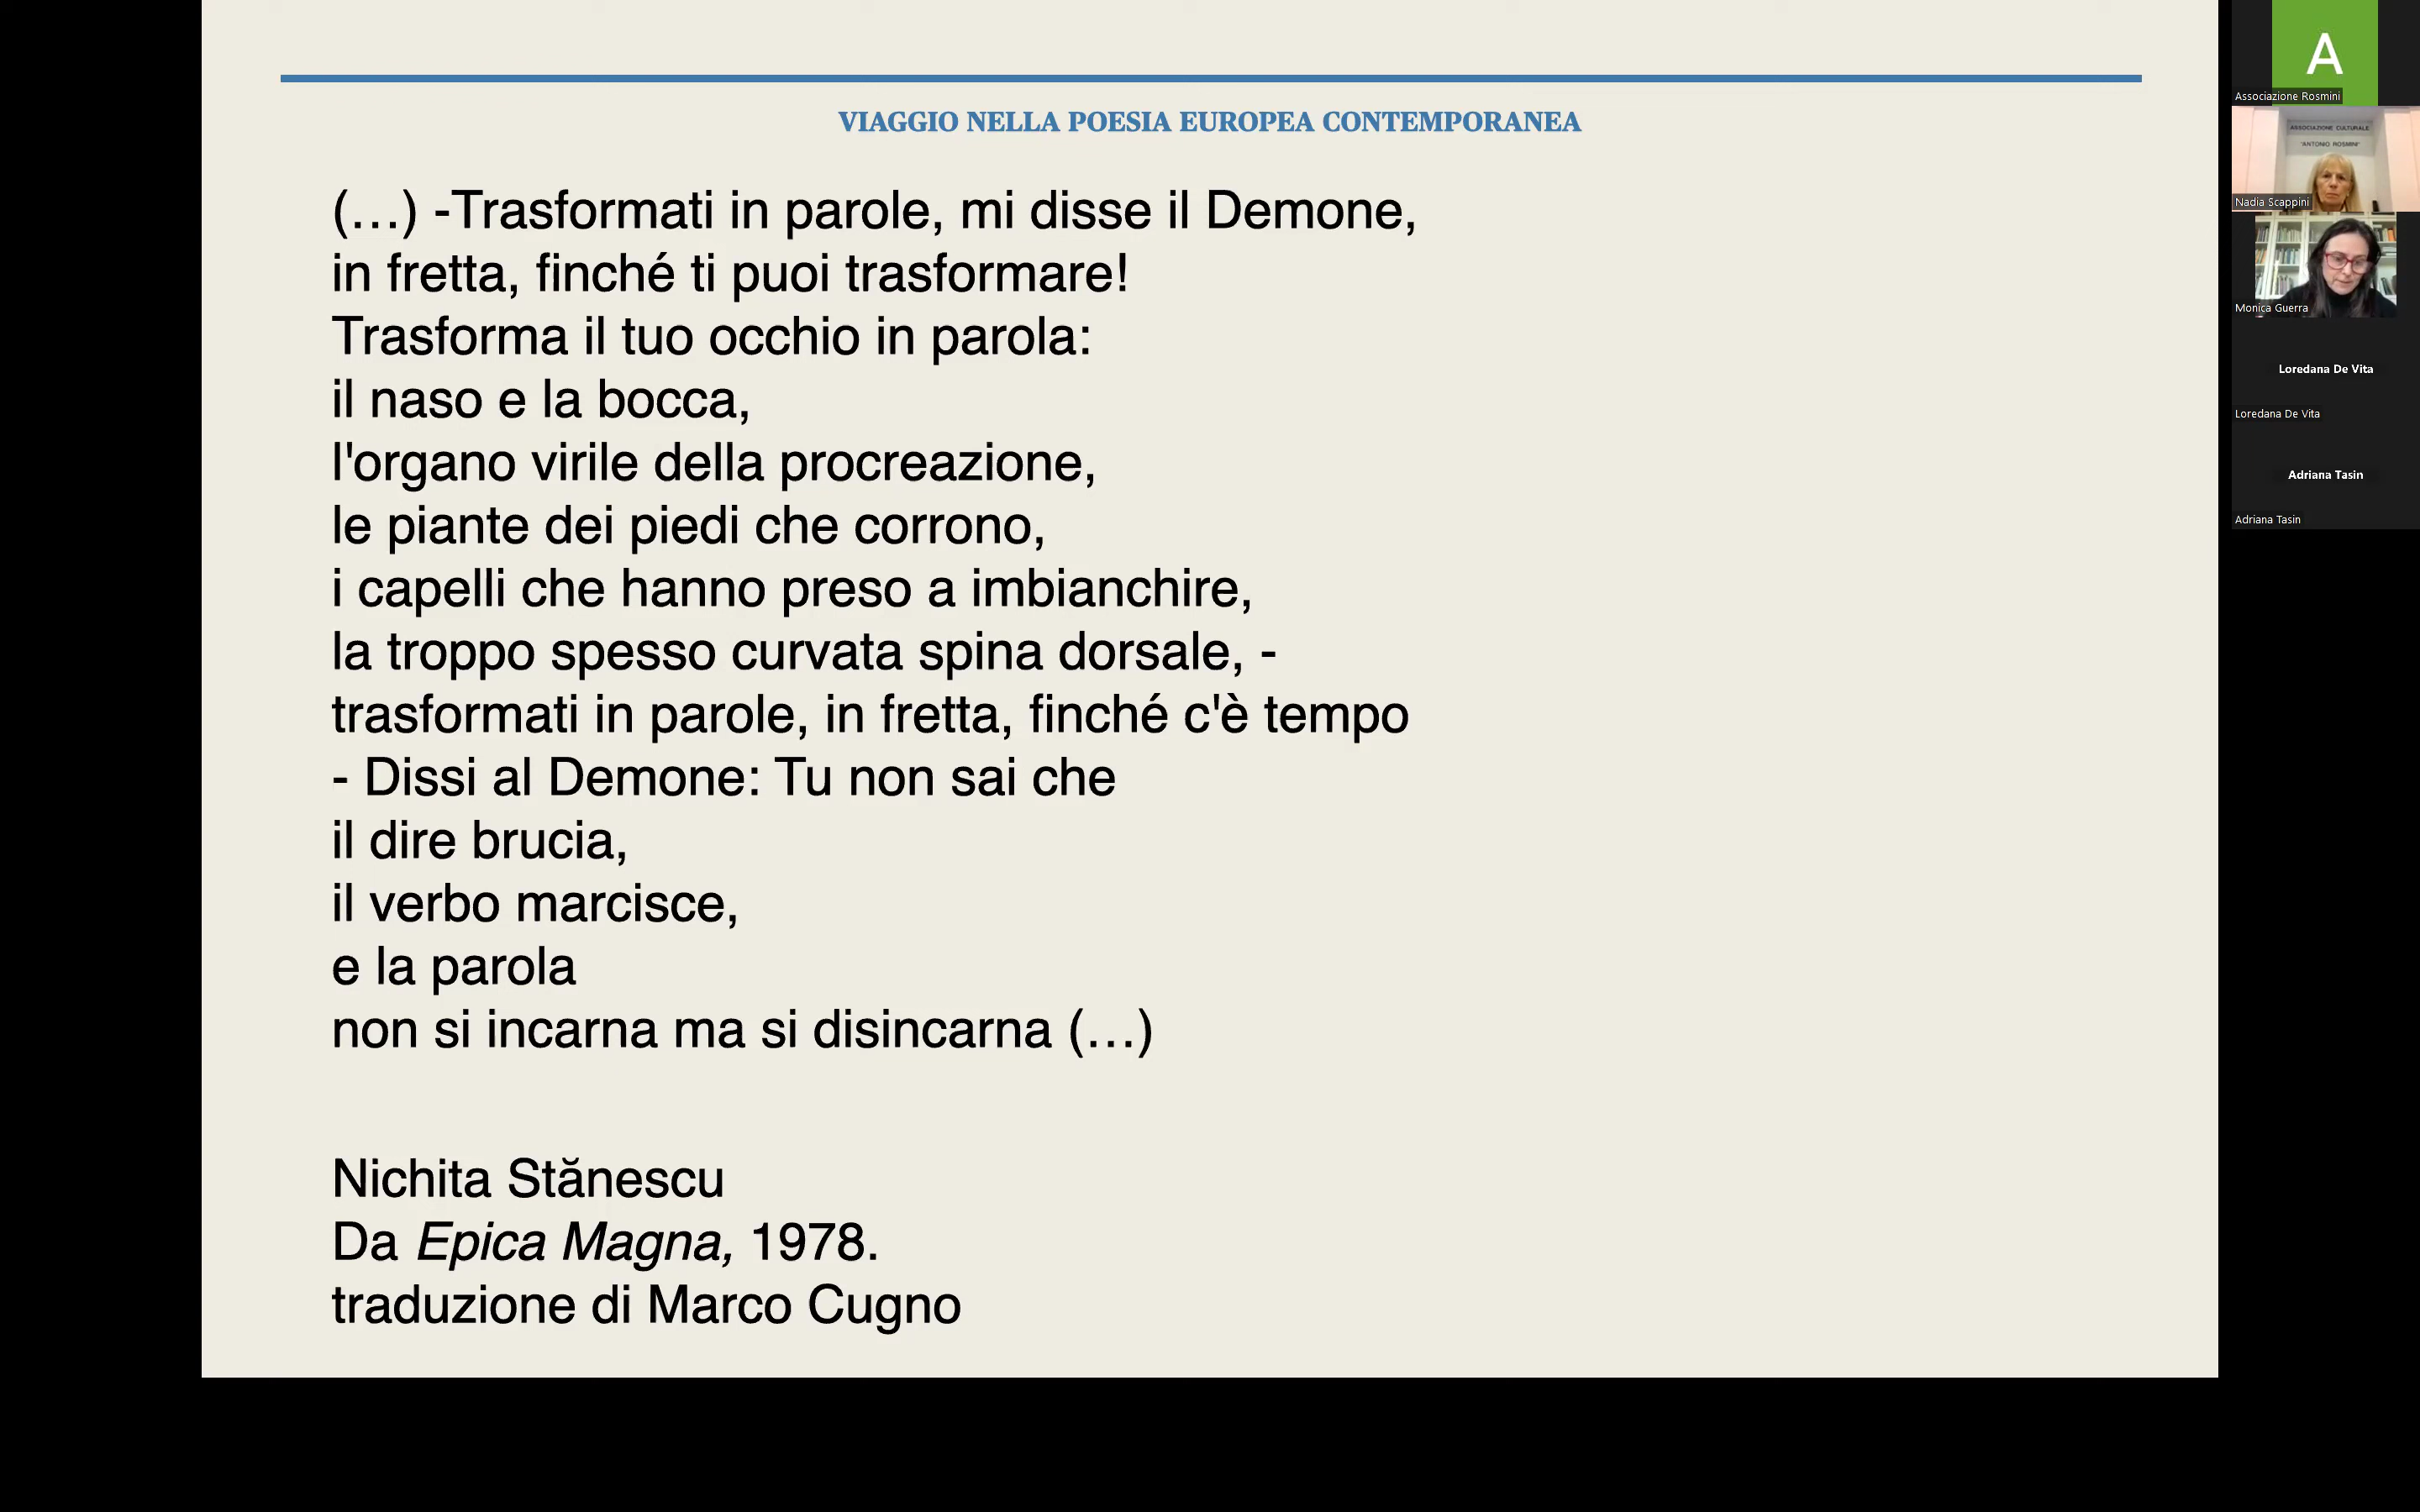 VIAGGIO NELLA POESIA EUROPEA CONTEMPORANEA
(…) -Trasformati in parole, mi disse il Demone,
in fretta, finché ti puoi trasformare!
Trasforma il tuo occhio in parola:
il naso e la bocca,
l'organo virile della procreazione,
le piante dei piedi che corrono,
i capelli che hanno preso a imbianchire,
la troppo spesso curvata spina dorsale, -
trasformati in parole, in fretta, finché c'è tempo
- Dissi al Demone: Tu non sai che
il dire brucia,
il verbo marcisce,
e la parola
non si incarna ma si disincarna (…)
Nichita Stănescu
Da Epica Magna, 1978.
traduzione di Marco Cugno
A
Associazione Rosmini
ASSOCIAZIONE CULTURALE
"ANTONIO ROSMINI"
Nadia Scappini
Monica Guerra
Loredana De Vita
Loredana De Vita
Adriana Tasin
Adriana Tasin